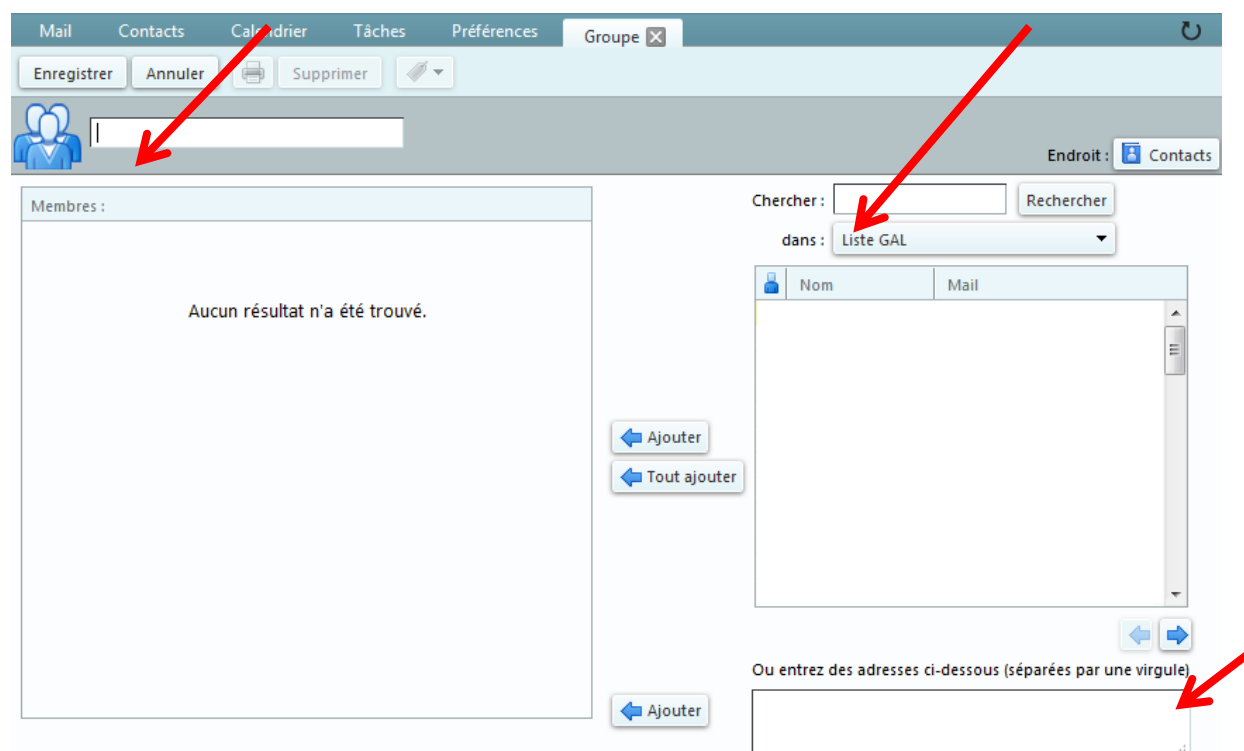 Mail Contacts Calendrier Tâches Préférences Groupe
Enregistrer Annuler Supprimer
Endroit : Contacts
Membres :
Aucun résultat n'a été trouvé.
Chercher : Rechercher
dans : Liste GAL
Nom Mail
Ajouter
Tout ajouter
Ou entrez des adresses ci-dessous (séparées par une virgule)
Ajouter